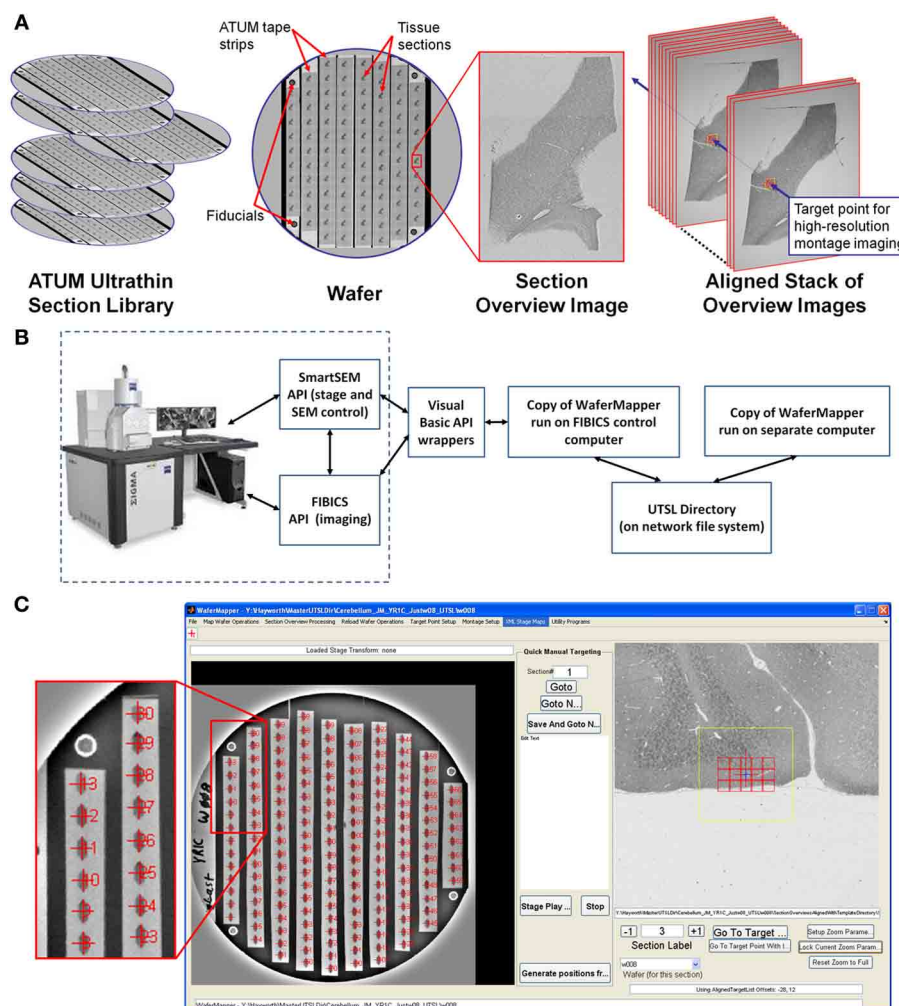 A
ATUM tape
strips
Tissue
sections
Fiducials
Target point for
high-resolution
montage imaging
ATUM Ultrathin
Section Library
Wafer
Section
Overview Image
Aligned Stack of
Overview Images
B
SmartSEM
API (stage and
SEM control)
FIBICS
API (imaging)
Visual
Basic API
wrappers
Copy of WaferMapper
run on FIBICS control
computer
Copy of WaferMapper
run on separate
computer
UTSL Directory
(on network file system)
ΣIGMA
C
WaferMapper - Y:\Hayworth\MasterUTSLDir\Cerebellum_JM_YR1C_Justw08_UTSL\w008
File Map Wafer Operations Section Overview Processing Reload Wafer Operations Target Point Setup Montage Setup XML Stage Maps Utility Programs
Loaded Stage Transform: none
Quick Manual Targeting
Section#
1
Goto
Goto N...
Save And Goto N...
Edit Text
Stage Play ...
Stop
Generate positions fr...
30
29
28
27
26
25
YR1C W008
-1
3
+1
Section Label
Go To Target ...
Go To Target Point With I...
Setup Zoom Parame...
Lock Current Zoom Param...
Reset Zoom to Full
w008
Wafer (for this section)
Using AlignedTargetList Offsets: -28, 12